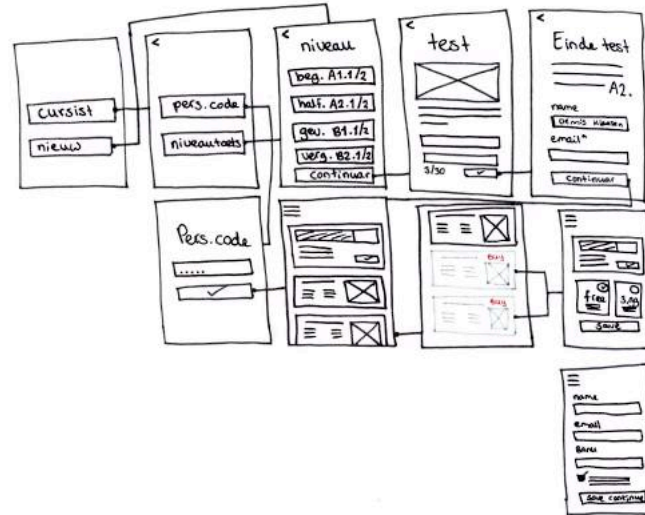 cursist
nieuw
<
pers.code
niveautoets
<
niveau
beg. A1.1/2
half. A2.1/2
gev. B1.1/2
verg. B2.1/2
continuar
<
test
3/30
<
Einde test
A2.
name
email*
continuar
Pers.code
.....
Buy
Buy
free
save
name
email
save continue